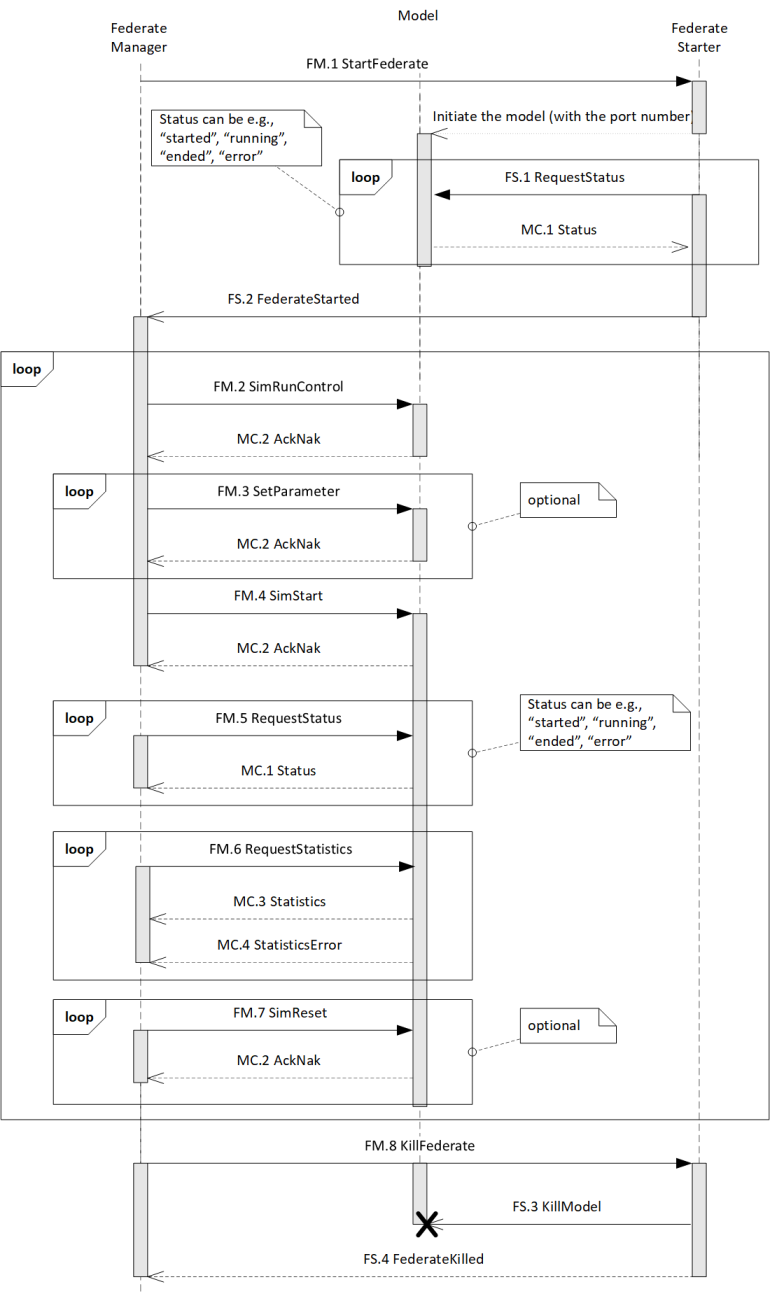 Model
Federate
Manager
Federate
Starter
FM.1 StartFederate
Status can be e.g.,
“started”, “running”,
“ended”, “error”
Initiate the model (with the port number)
loop
FS.1 RequestStatus
MC.1 Status
FS.2 FederateStarted
loop
FM.2 SimRunControl
MC.2 AckNak
loop
FM.3 SetParameter
optional
MC.2 AckNak
FM.4 SimStart
MC.2 AckNak
loop
FM.5 RequestStatus
Status can be e.g.,
“started”, “running”,
“ended”, “error”
MC.1 Status
loop
FM.6 RequestStatistics
MC.3 Statistics
MC.4 StatisticsError
loop
FM.7 SimReset
optional
MC.2 AckNak
FM.8 KillFederate
FS.3 KillModel
FS.4 FederateKilled